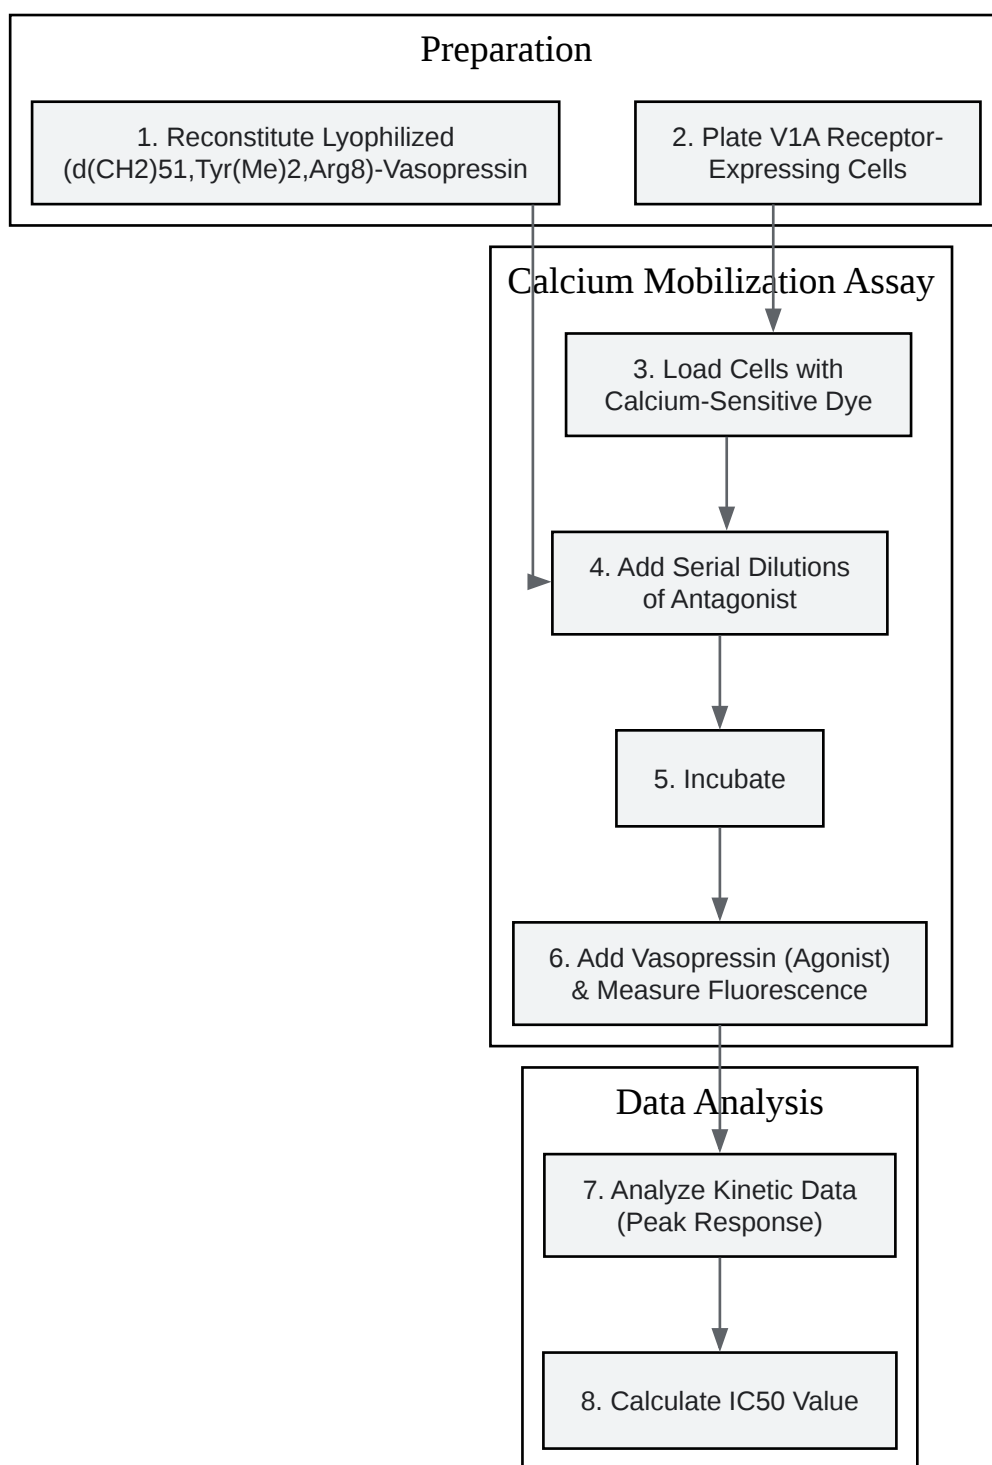 Preparation
1. Reconstitute Lyophilized
(d(CH2)51,Tyr(Me)2,Arg8)-Vasopressin
2. Plate V1A Receptor-
Expressing Cells
Calcium Mobilization Assay
3. Load Cells with
Calcium-Sensitive Dye
4. Add Serial Dilutions
of Antagonist
5. Incubate
6. Add Vasopressin (Agonist)
& Measure Fluorescence
Data Analysis
7. Analyze Kinetic Data
(Peak Response)
8. Calculate IC50 Value